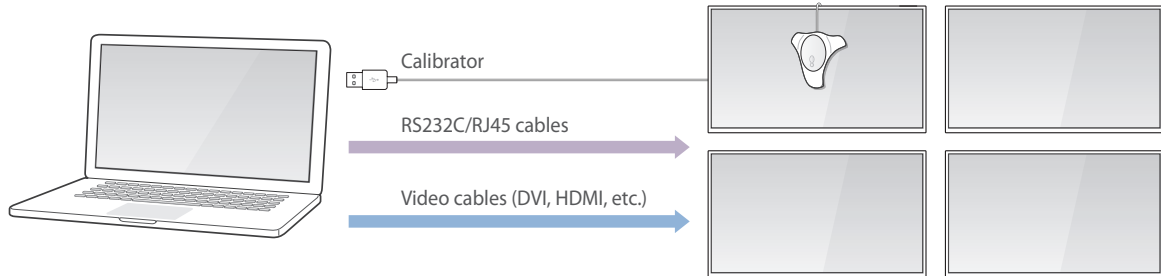 Calibrator
RS232C/RJ45 cables
Video cables (DVI, HDMI, etc.)